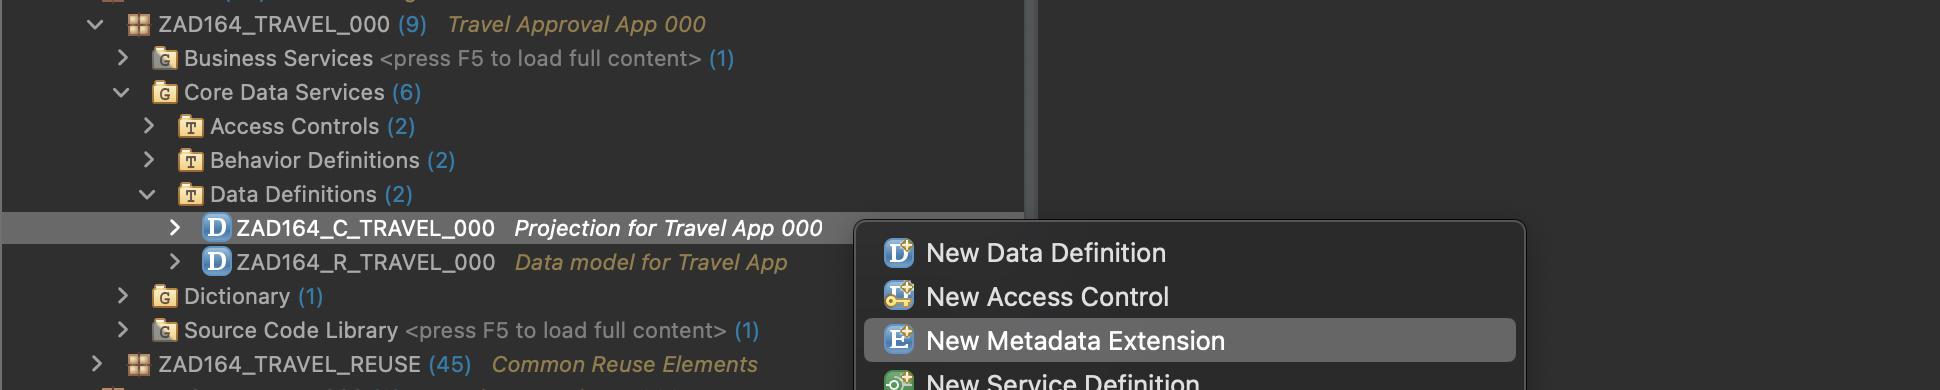 ZAD164_TRAVEL_000 (9) Travel Approval App 000
Business Services <press F5 to load full content> (1)
Core Data Services (6)
Access Controls (2)
Behavior Definitions (2)
Data Definitions (2)
ZAD164_C_TRAVEL_000 Projection for Travel App 000
ZAD164_R_TRAVEL_000 Data model for Travel App
Dictionary (1)
Source Code Library <press F5 to load full content> (1)
ZAD164_TRAVEL_REUSE (45) Common Reuse Elements
New Data Definition
New Access Control
New Metadata Extension
New Service Definition